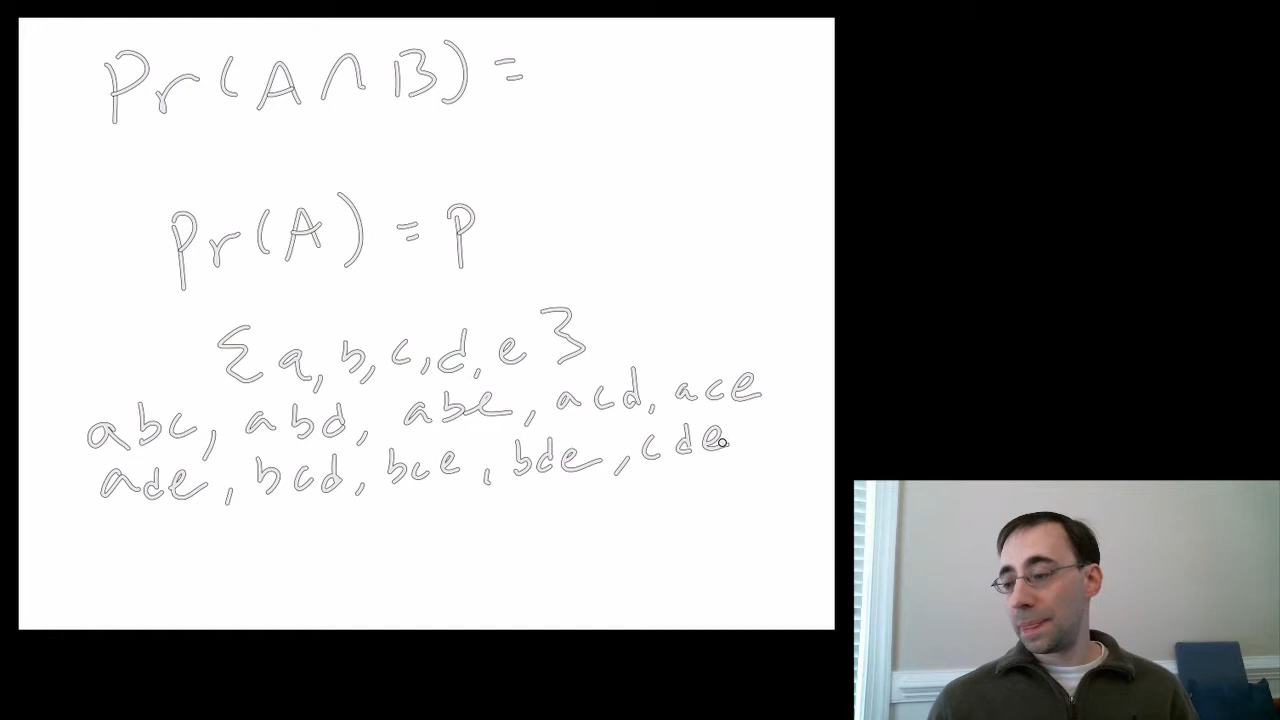 Pr(A∩B) =
Pr(A) = p
{a, b, c, d, e}
abc, abd, abe, acd, ace
ade, bcd, bce, bde, cde